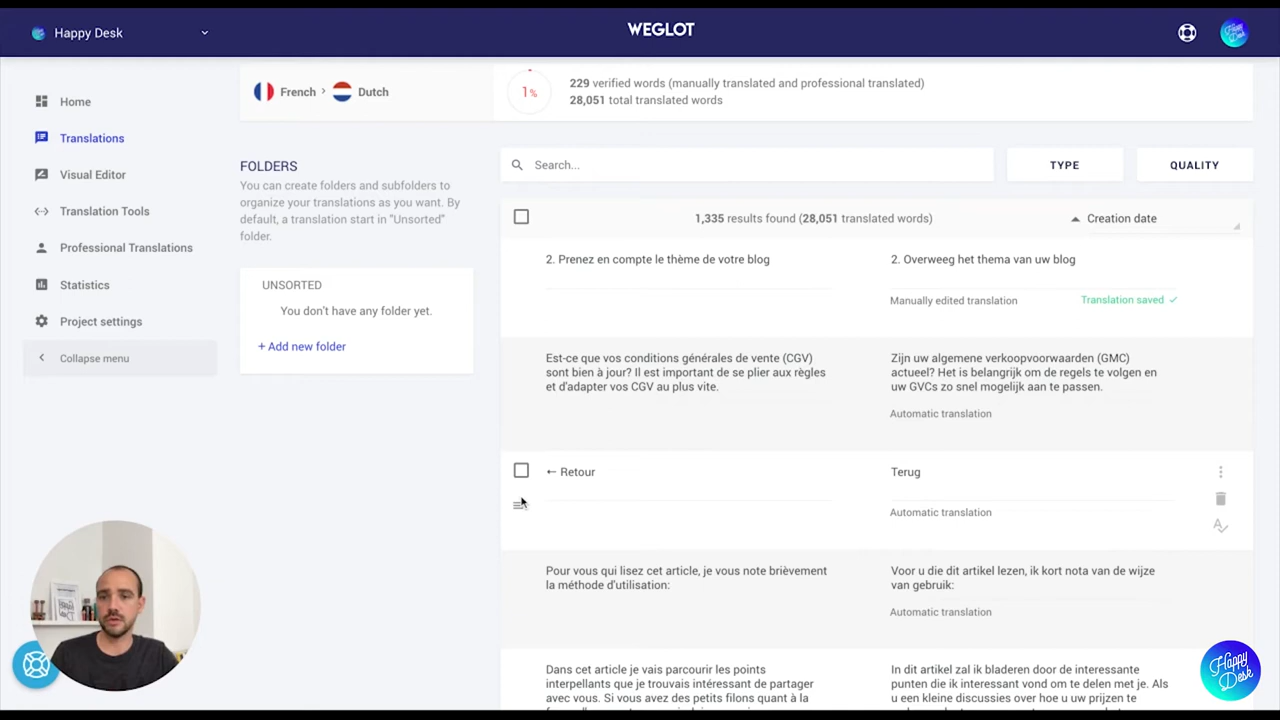 Happy Desk
WEGLOT
Home
Translations
Visual Editor
Translation Tools
Professional Translations
Statistics
Project settings
Collapse menu
French > Dutch
1%
229 verified words (manually translated and professional translated)
28,051 total translated words
FOLDERS
You can create folders and subfolders to
organize your translations as you want. By
default, a translation start in "Unsorted"
folder.
UNSORTED
You don't have any folder yet.
+ Add new folder
Search...
TYPE
QUALITY
1,335 results found (28,051 translated words)
Creation date
2. Prenez en compte le thème de votre blog
2. Overweeg het thema van uw blog
Manually edited translation
Translation saved ✓
Est-ce que vos conditions générales de vente (CGV)
sont bien à jour? Il est important de se plier aux règles
et d'adapter vos CGV au plus vite.
Zijn uw algemene verkoopvoorwaarden (GMC)
actueel? Het is belangrijk om de regels te volgen en
uw GVCs zo snel mogelijk aan te passen.
Automatic translation
← Retour
Terug
Automatic translation
Pour vous qui lisez cet article, je vous note brièvement
la méthode d'utilisation:
Voor u die dit artikel lezen, ik kort nota van de wijze
van gebruik:
Automatic translation
Dans cet article je vais parcourir les points
interpellants que je trouvais intéressant de partager
avec vous. Si vous avez des petits filons quant à la
In dit artikel zal ik bladeren door de interessante
punten die ik interessant vond om te delen met je. Als
u een kleine discussies over hoe u uw prijzen te
Happy
Desk